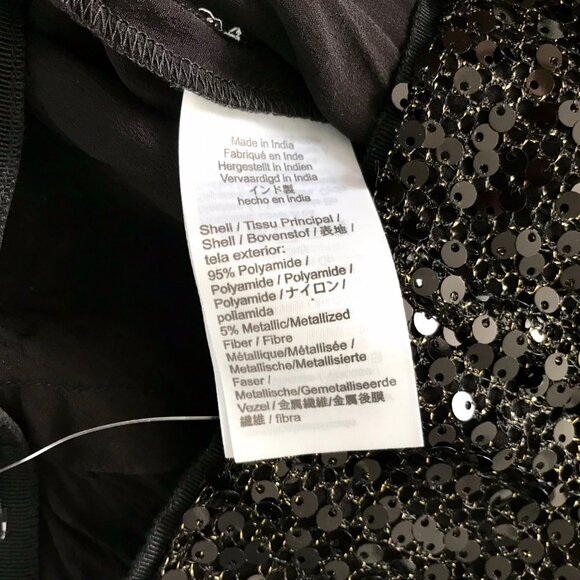 Made in India
Fabriqué en Inde
Hergestellt in Indien
Vervaardigd in India
インド製
hecho en india
Shell / Tissu Principal /
Shell / Bovenstof / 表地 /
tela exterior:
95% Polyamide /
Polyamide / Polyamide /
Polyamide / ナイロン /
poliamida
5% Metallic/Metallized
Fiber / Fibre
Métallique/Métallisée /
Metallische/Metallisierte
Faser /
Metallische/Gemetalliseerde
Vezel / 金属繊維/金属後膜
繊維 / fibra